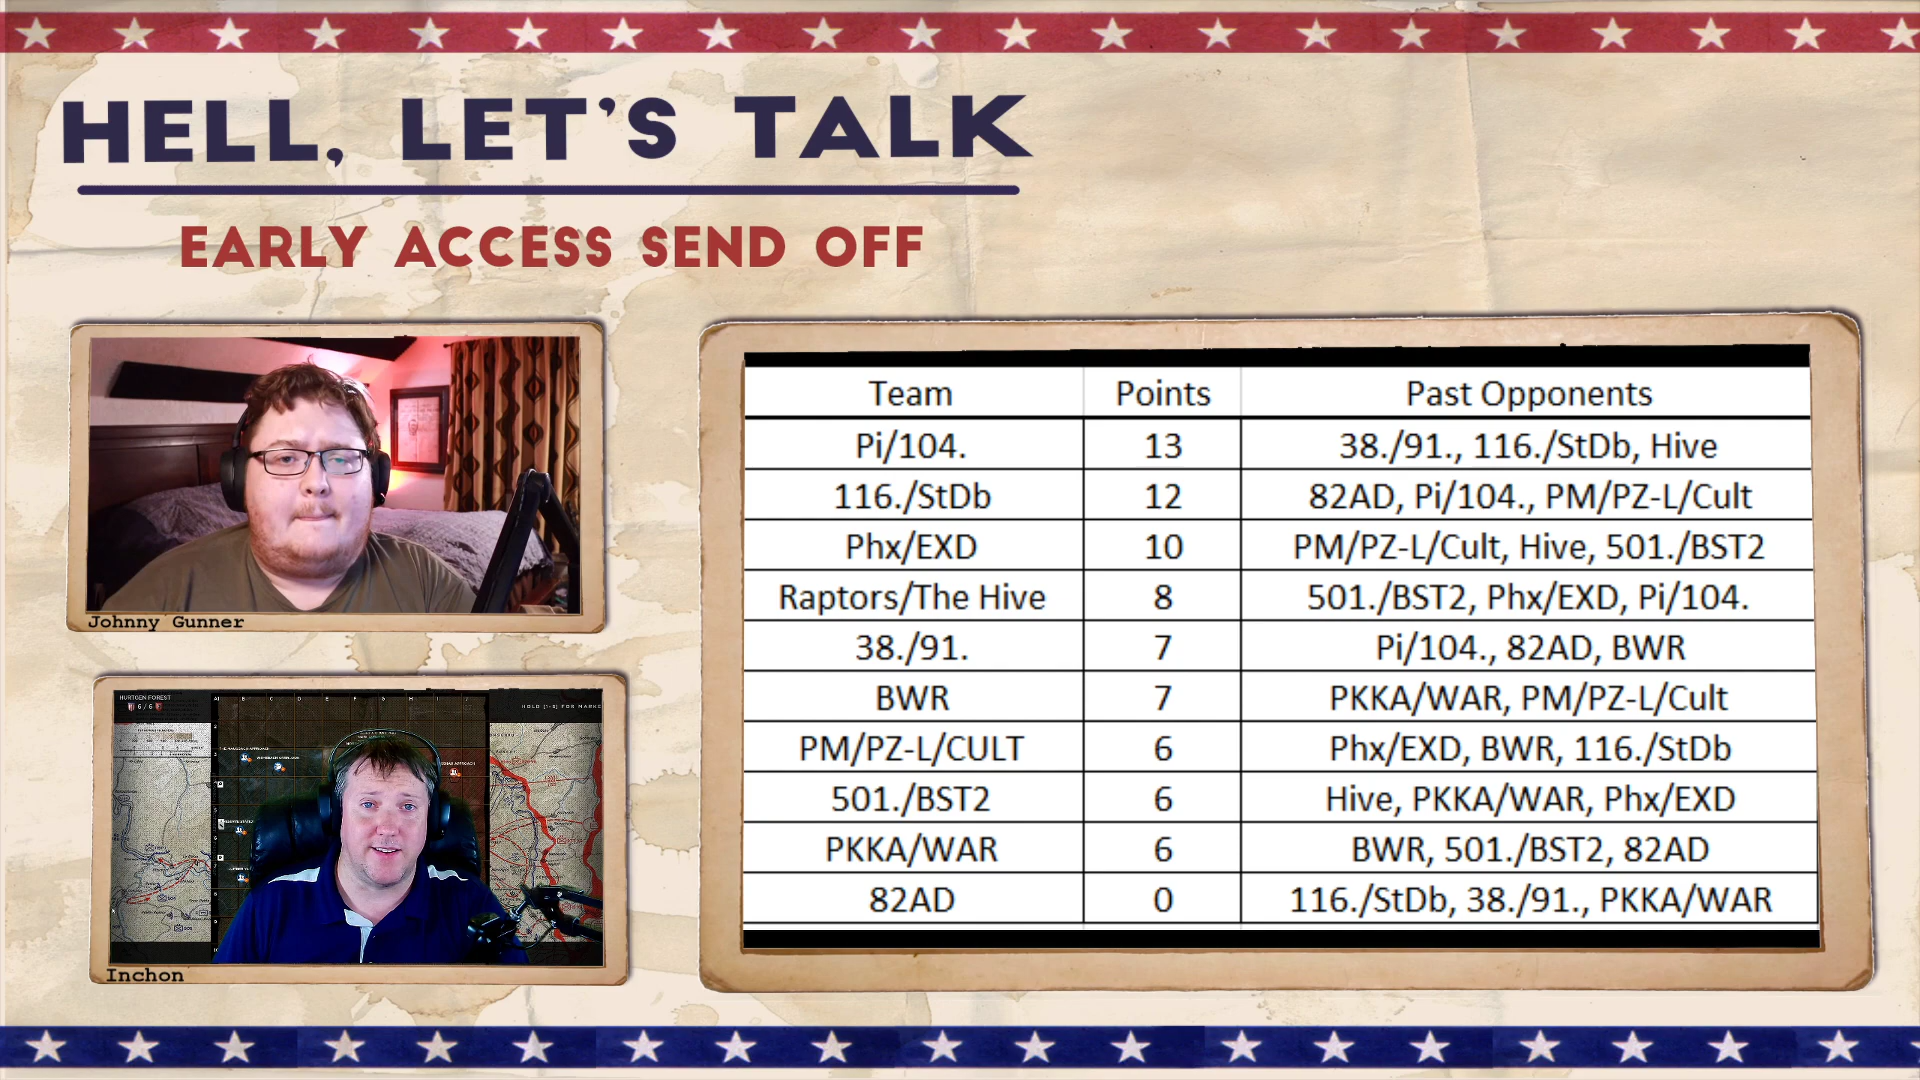 HELL, LET'S TALK
EARLY ACCESS SEND OFF
Johnny Gunner
HURTGEN FOREST
6/6
Inchon
Team Points Past Opponents
Pi/104. 13 38./91., 116./StDb, Hive
116./StDb 12 82AD, Pi/104., PM/PZ-L/Cult
Phx/EXD 10 PM/PZ-L/Cult, Hive, 501./BST2
Raptors/The Hive 8 501./BST2, Phx/EXD, Pi/104.
38./91. 7 Pi/104., 82AD, BWR
BWR 7 PKKA/WAR, PM/PZ-L/Cult
PM/PZ-L/CULT 6 Phx/EXD, BWR, 116./StDb
501./BST2 6 Hive, PKKA/WAR, Phx/EXD
PKKA/WAR 6 BWR, 501./BST2, 82AD
82AD 0 116./StDb, 38./91., PKKA/WAR